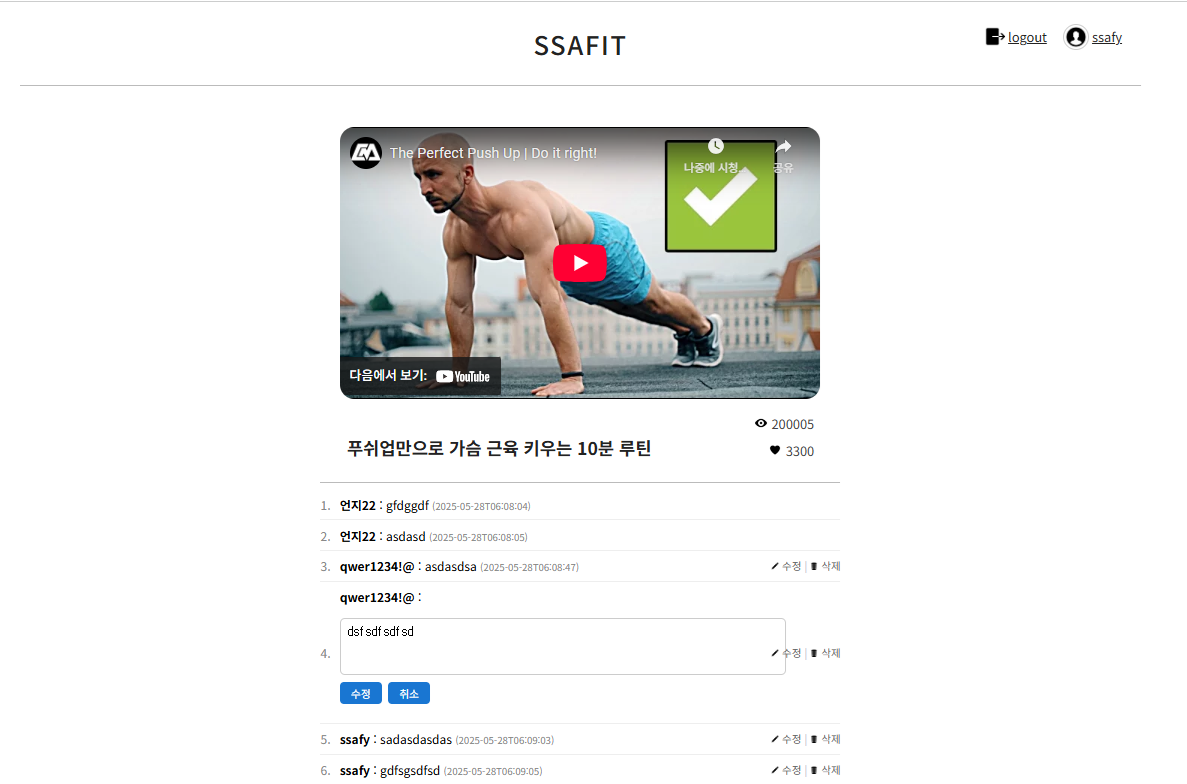 SSAFIT
logout
ssafy
The Perfect Push Up | Do it right!
나중에 시청...
공유
다음에서 보기: YouTube
200005
푸쉬업만으로 가슴 근육 키우는 10분 루틴
3300
1. 언지22 : gfdggdf (2025-05-28T06:08:04)
2. 언지22 : asdasd (2025-05-28T06:08:05)
3. qwer1234!@ : asdasdsa (2025-05-28T06:08:47) 수정 | 삭제
qwer1234!@ :
dsf sdf sdf sd
4. 수정 | 삭제
수정 취소
5. ssafy : sadasdasdas (2025-05-28T06:09:03) 수정 | 삭제
6. ssafy : gdfsgsdfsd (2025-05-28T06:09:05) 수정 | 삭제